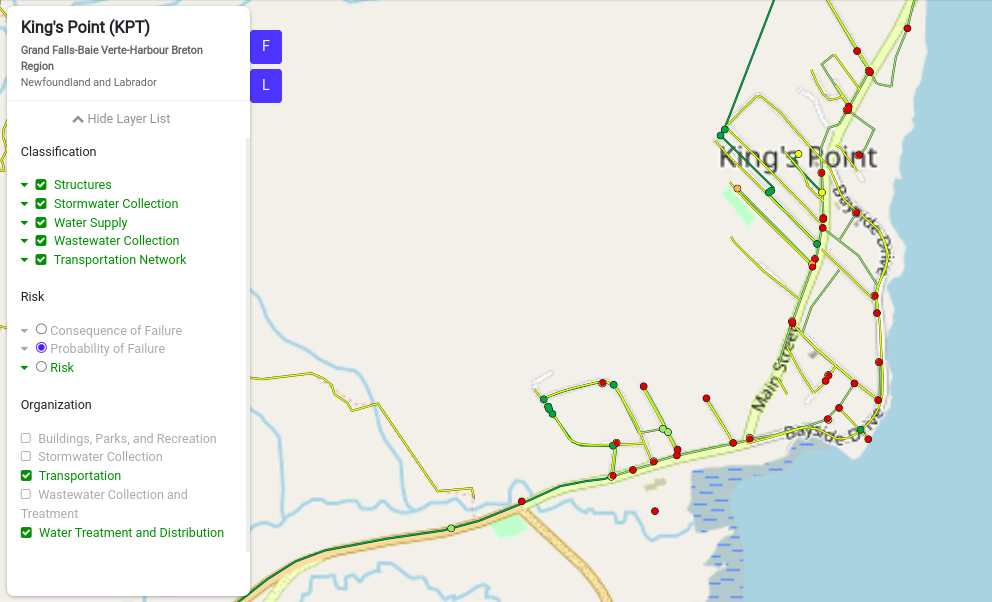 King's Point (KPT)
Grand Falls-Baie Verte-Harbour Breton
Region
Newfoundland and Labrador
Hide Layer List
Classification
Structures
Stormwater Collection
Water Supply
Wastewater Collection
Transportation Network
Risk
Consequence of Failure
Probability of Failure
Risk
Organization
Buildings, Parks, and Recreation
Stormwater Collection
Transportation
Wastewater Collection and
Treatment
Water Treatment and Distribution
F
L
King's Point
Bayside Drive
Main Street
Bayside Drive